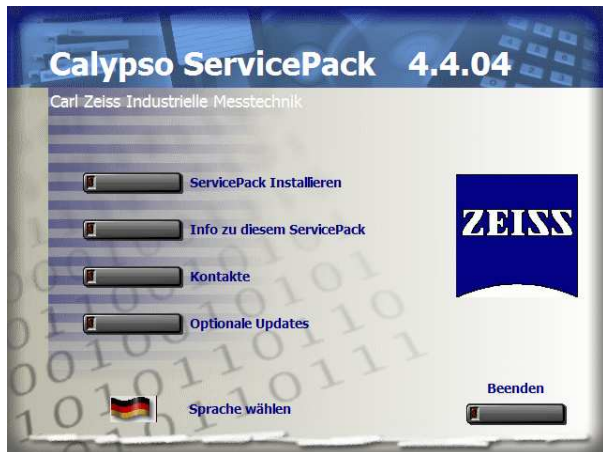 Calypso ServicePack 4.4.04
Carl Zeiss Industrielle Messtechnik
ServicePack Installieren
Info zu diesem ServicePack
ZEISS
Kontakte
Optionale Updates
Sprache wählen
Beenden